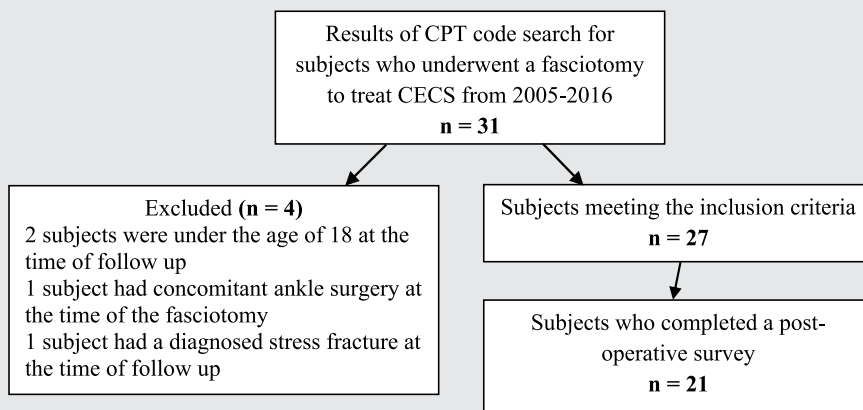 Results of CPT code search for
subjects who underwent a fasciotomy
to treat CECS from 2005-2016
n = 31
Excluded (n = 4)
2 subjects were under the age of 18 at the
time of follow up
1 subject had concomitant ankle surgery at
the time of the fasciotomy
1 subject had a diagnosed stress fracture at
the time of follow up
Subjects meeting the inclusion criteria
n = 27
Subjects who completed a post-
operative survey
n = 21